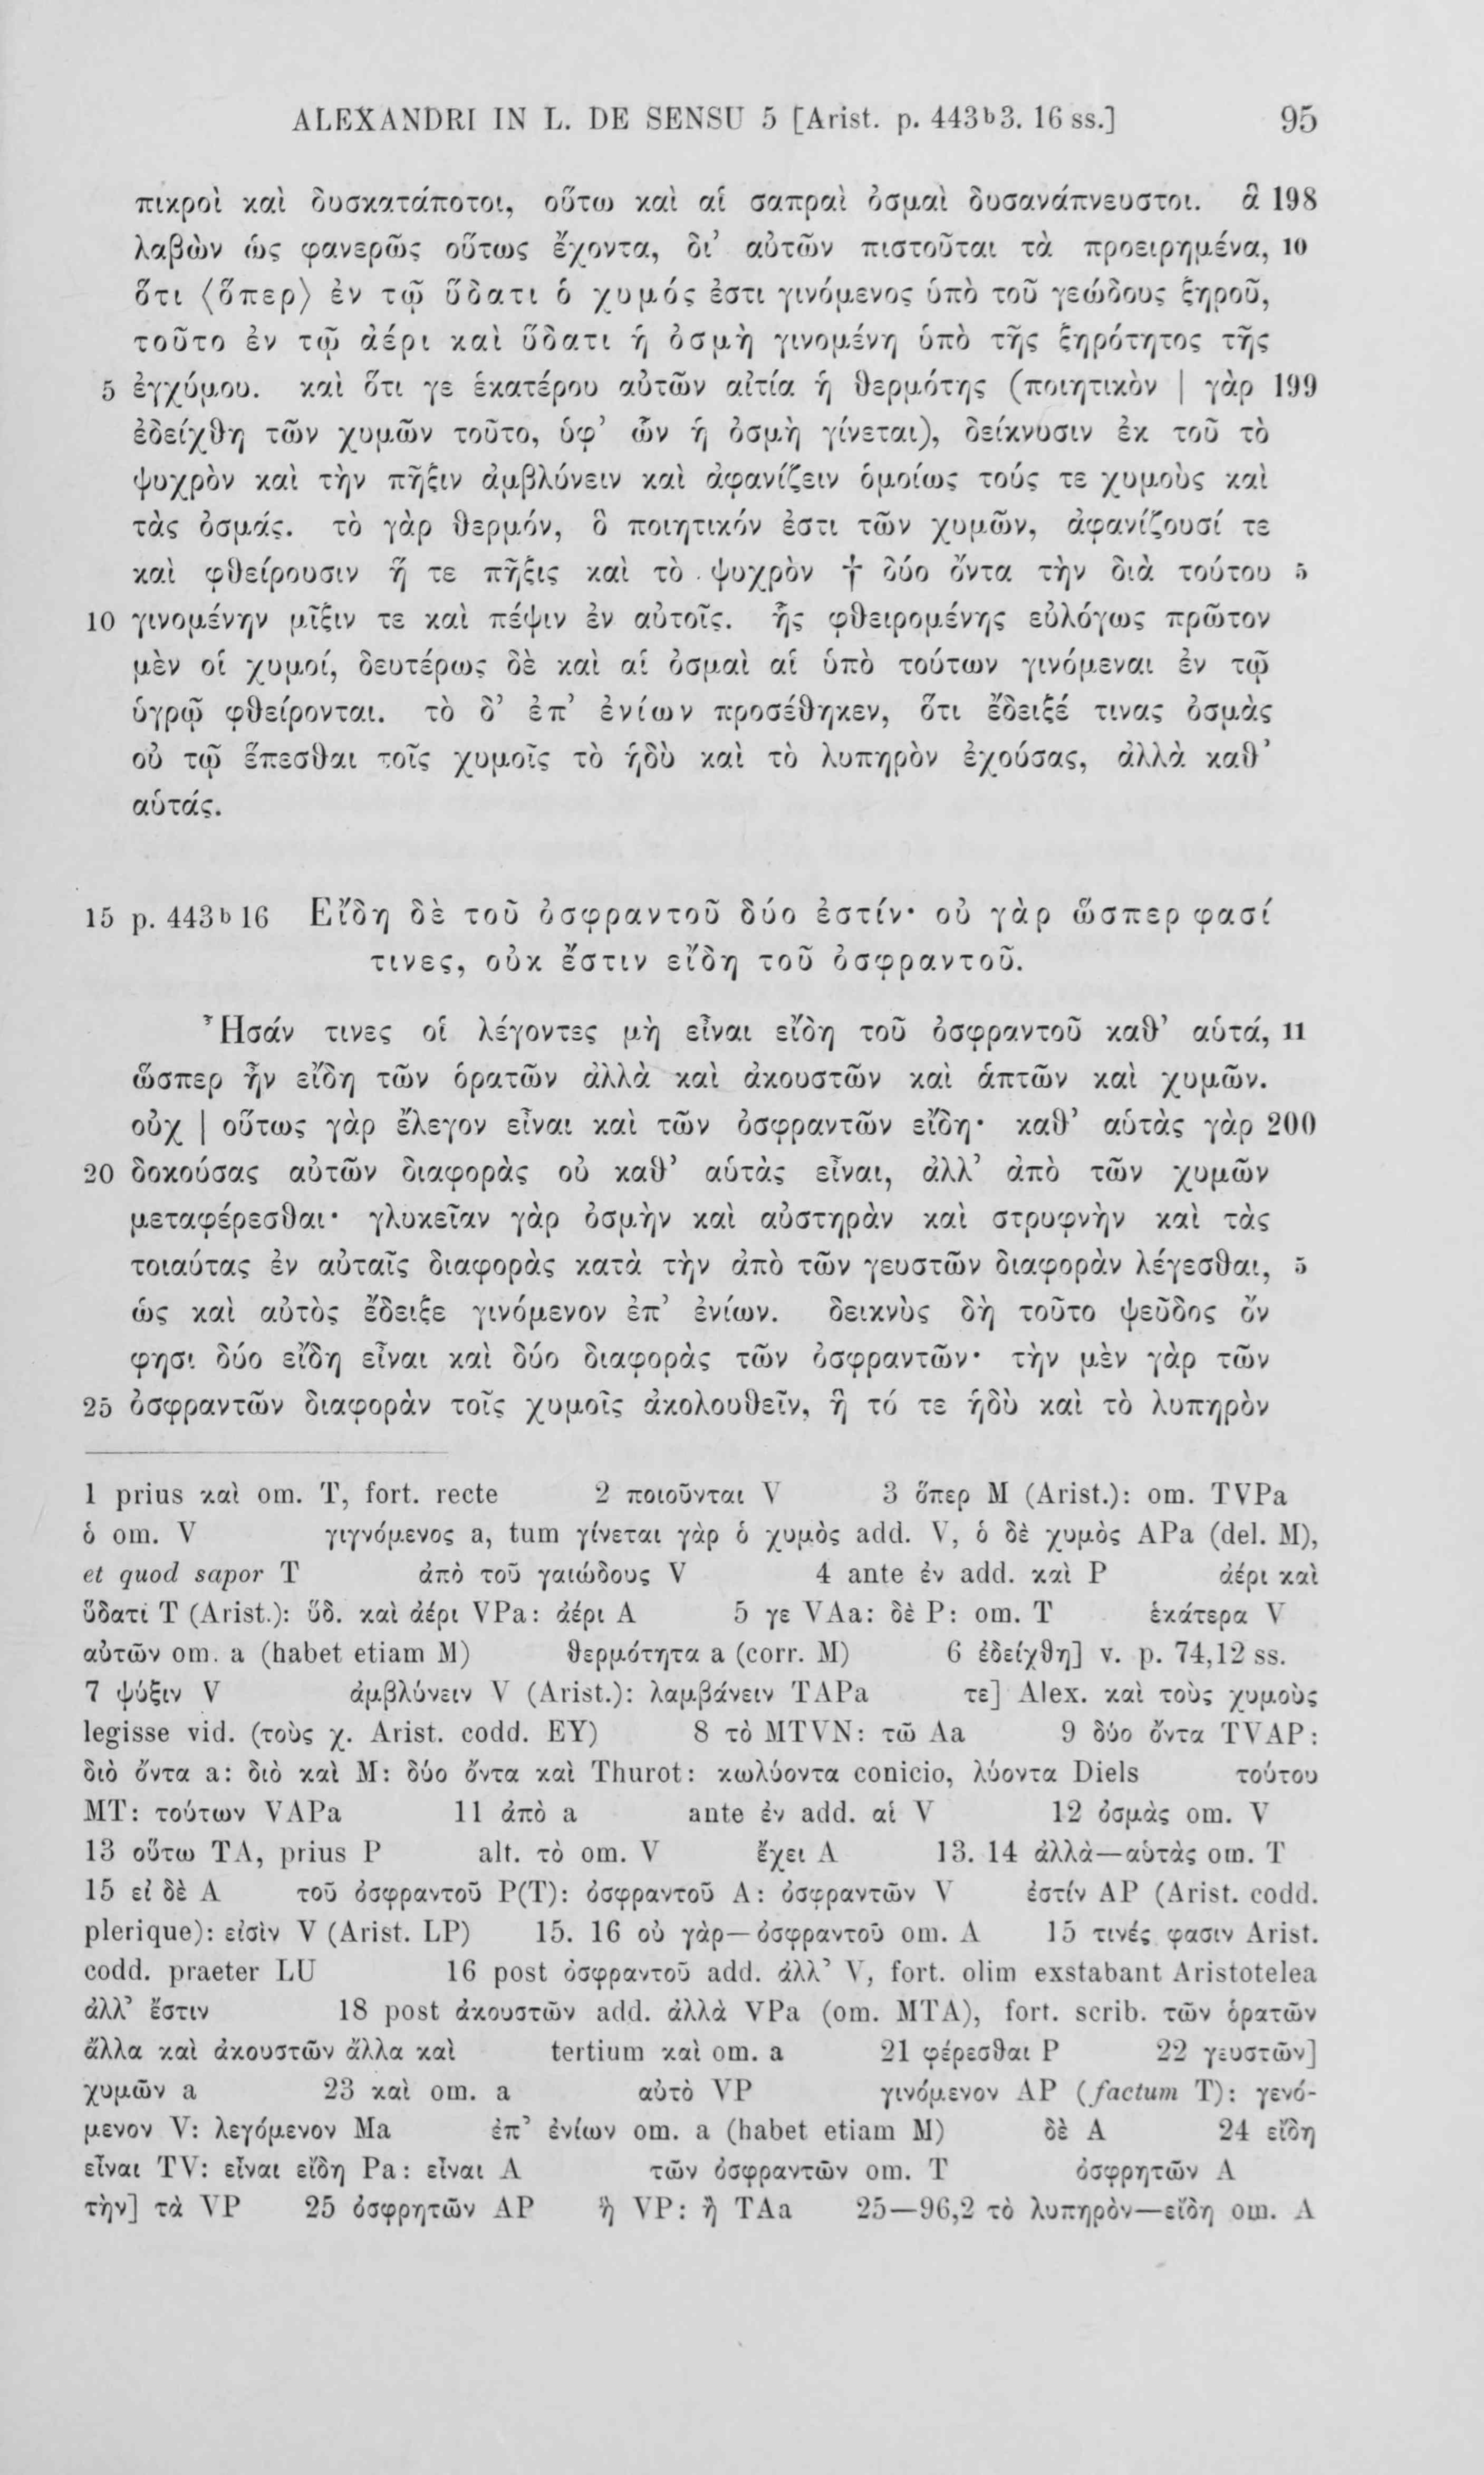 ALEXANDRI IN L. DE SENSU 5 [Arist. p. 443ᵇ3. 16 ss.] 95
πικροὶ καὶ δυσκατάποτοι, οὕτω καὶ αἱ σαπραὶ ὀσμαὶ δυσανάπνευστοι. ἃ 198
λαβὼν ὡς φανερῶς οὕτως ἔχοντα, δι’ αὐτῶν πιστοῦται τὰ προειρημένα, 10
ὅτι ⟨ὅπερ⟩ ἐν τῷ ὕδατι ὁ χυμός ἐστι γινόμενος ὑπὸ τοῦ γεώδους ξηροῦ,
τοῦτο ἐν τῷ ἀέρι καὶ ὕδατι ἡ ὀσμὴ γινομένη ὑπὸ τῆς ξηρότητος τῆς
5 ἐγχύμου. καὶ ὅτι γε ἑκατέρου αὐτῶν αἰτία ἡ θερμότης (ποιητικὸν | γὰρ 199
ἐδείχθη τῶν χυμῶν τοῦτο, ὑφ’ ὧν ἡ ὀσμὴ γίνεται), δείκνυσιν ἐκ τοῦ τὸ
ψυχρὸν καὶ τὴν πῆξιν ἀμβλύνειν καὶ ἀφανίζειν ὁμοίως τούς τε χυμοὺς καὶ
τὰς ὀσμάς. τὸ γὰρ θερμόν, ὃ ποιητικόν ἐστι τῶν χυμῶν, ἀφανίζουσί τε
καὶ φθείρουσιν ἥ τε πῆξις καὶ τὸ ψυχρὸν † δύο ὄντα τὴν διὰ τούτου 5
10 γινομένην μῖξιν τε καὶ πέψιν ἐν αὐτοῖς. ἧς φθειρομένης εὐλόγως πρῶτον
μὲν οἱ χυμοί, δευτέρως δὲ καὶ αἱ ὀσμαὶ αἱ ὑπὸ τούτων γινόμεναι ἐν τῷ
ὑγρῷ φθείρονται. τὸ δ’ ἐπ’ ἐνίων προσέθηκεν, ὅτι ἔδειξέ τινας ὀσμὰς
οὐ τῷ ἕπεσθαι τοῖς χυμοῖς τὸ ἡδὺ καὶ τὸ λυπηρὸν ἐχούσας, ἀλλὰ καθ’
αὑτάς.
15 p. 443ᵇ 16 Εἴδη δὲ τοῦ ὀσφραντοῦ δύο ἐστίν· οὐ γὰρ ὥσπερ φασί
τινες, οὐκ ἔστιν εἴδη τοῦ ὀσφραντοῦ.
Ἦσάν τινες οἱ λέγοντες μὴ εἶναι εἴδη τοῦ ὀσφραντοῦ καθ’ αὑτά, 11
ὥσπερ ἦν εἴδη τῶν ὁρατῶν ἀλλὰ καὶ ἀκουστῶν καὶ ἁπτῶν καὶ χυμῶν.
οὐχ | οὕτως γὰρ ἔλεγον εἶναι καὶ τῶν ὀσφραντῶν εἴδη· καθ’ αὑτὰς γὰρ 200
20 δοκούσας αὐτῶν διαφορὰς οὐ καθ’ αὑτὰς εἶναι, ἀλλ’ ἀπὸ τῶν χυμῶν
μεταφέρεσθαι· γλυκεῖαν γὰρ ὀσμὴν καὶ αὐστηρὰν καὶ στρυφνὴν καὶ τὰς
τοιαύτας ἐν αὐταῖς διαφορὰς κατὰ τὴν ἀπὸ τῶν γευστῶν διαφορὰν λέγεσθαι, 5
ὡς καὶ αὐτὸς ἔδειξε γινόμενον ἐπ’ ἐνίων. δεικνὺς δὴ τοῦτο ψεῦδος ὄν
φησι δύο εἴδη εἶναι καὶ δύο διαφορὰς τῶν ὀσφραντῶν· τὴν μὲν γὰρ τῶν
25 ὀσφραντῶν διαφορὰν τοῖς χυμοῖς ἀκολουθεῖν, ᾗ τό τε ἡδὺ καὶ τὸ λυπηρὸν
1 prius καὶ om. T, fort. recte 2 ποιοῦνται V 3 ὅπερ M (Arist.): om. TVPa
ὁ om. V γιγνόμενος a, tum γίνεται γὰρ ὁ χυμὸς add. V, ὁ δὲ χυμὸς APa (del. M),
et quod sapor T ἀπὸ τοῦ γαιώδους V 4 ante ἐν add. καὶ P ἀέρι καὶ
ὕδατι T (Arist.): ὕδ. καὶ ἀέρι VPa: ἀέρι A 5 γε VAa: δὲ P: om. T ἑκάτερα V
αὐτῶν om. a (habet etiam M) θερμότητα a (corr. M) 6 ἐδείχθη] v. p. 74,12 ss.
7 ψύξιν V ἀμβλύνειν V (Arist.): λαμβάνειν TAPa τε] Alex. καὶ τοὺς χυμοὺς
legisse vid. (τοὺς χ. Arist. codd. EY) 8 τὸ MTVN: τῶ Aa 9 δύο ὄντα TVAP:
διὸ ὄντα a: διὸ καὶ M: δύο ὄντα καὶ Thurot: κωλύοντα conicio, λύοντα Diels τούτου
MT: τούτων VAPa 11 ἀπὸ a ante ἐν add. αἱ V 12 ὀσμὰς om. V
13 οὕτω TA, prius P alt. τὸ om. V ἔχει A 13. 14 ἀλλὰ—αὑτὰς om. T
15 εἰ δὲ A τοῦ ὀσφραντοῦ P(T): ὀσφραντοῦ A: ὀσφραντῶν V ἐστίν AP (Arist. codd.
plerique): εἰσὶν V (Arist. LP) 15. 16 οὐ γὰρ—ὀσφραντοῦ om. A 15 τινές φασιν Arist.
codd. praeter LU 16 post ὀσφραντοῦ add. ἀλλ’ V, fort. olim exstabant Aristotelea
ἀλλ’ ἔστιν 18 post ἀκουστῶν add. ἀλλὰ VPa (om. MTA), fort. scrib. τῶν ὁρατῶν
ἄλλα καὶ ἀκουστῶν ἄλλα καὶ tertium καὶ om. a 21 φέρεσθαι P 22 γευστῶν]
χυμῶν a 23 καὶ om. a αὐτὸ VP γινόμενον AP (factum T): γενό-
μενον V: λεγόμενον Ma ἐπ’ ἐνίων om. a (habet etiam M) δὲ A 24 εἴδη
εἶναι TV: εἶναι εἴδη Pa: εἶναι A τῶν ὀσφραντῶν om. T ὀσφρητῶν A
τὴν] τὰ VP 25 ὀσφρητῶν AP ᾗ VP: ἢ TAa 25—96,2 τὸ λυπηρὸν—εἴδη om. A